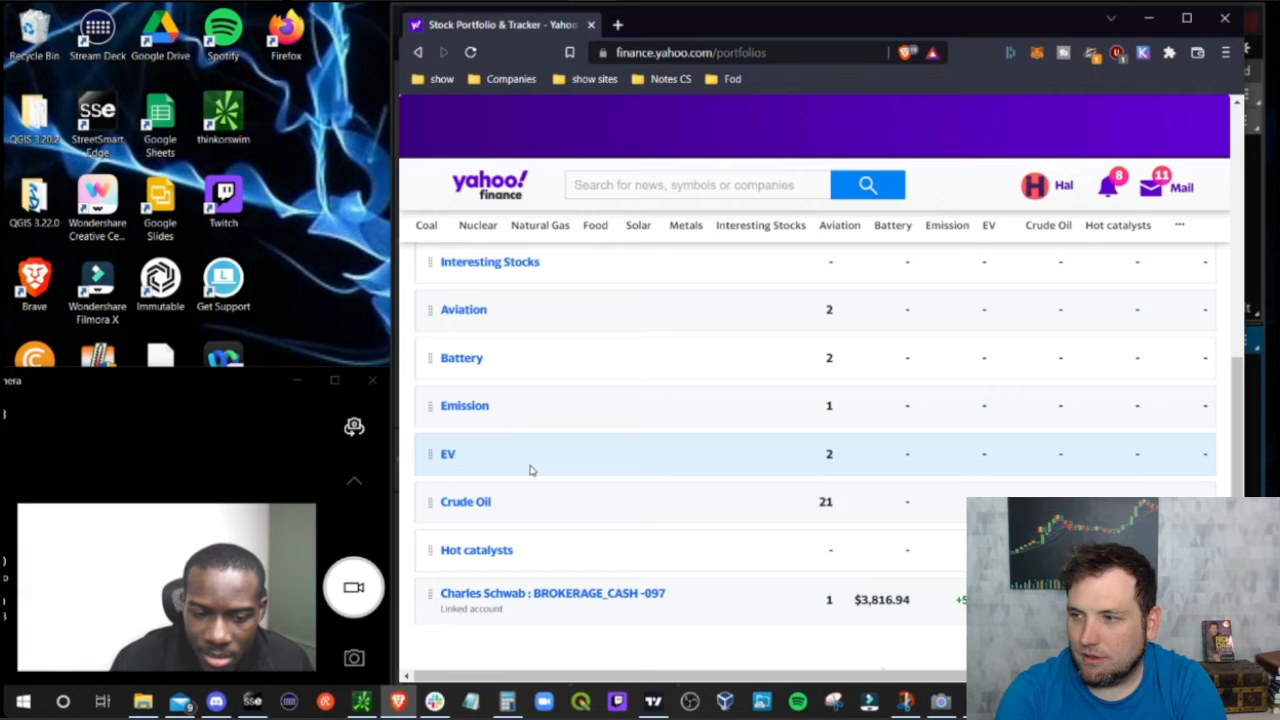 Stock Portfolio & Tracker - Yahoo
finance.yahoo.com/portfolios
show Companies show sites Notes CS Fod
Recycle Bin Stream Deck Google Drive Spotify Firefox
QGIS 3.20.2 StreetSmart Edge Google Sheets thinkorswim
sse
QGIS 3.22.0 Wondershare Creative Ce... Google Slides Twitch
Brave Wondershare Filmora X Immutable Get Support
yahoo! finance
Search for news, symbols or companies
H Hal 8 11 Mail
Coal Nuclear Natural Gas Food Solar Metals Interesting Stocks Aviation Battery Emission EV Crude Oil Hot catalysts ...
Interesting Stocks - - - - - -
Aviation 2 - - - - -
Battery 2 - - - - -
Emission 1 - - - - -
EV 2 - - - - -
Crude Oil 21 -
Hot catalysts - -
Charles Schwab : BROKERAGE_CASH -097 1 $3,816.94
Linked account
nera